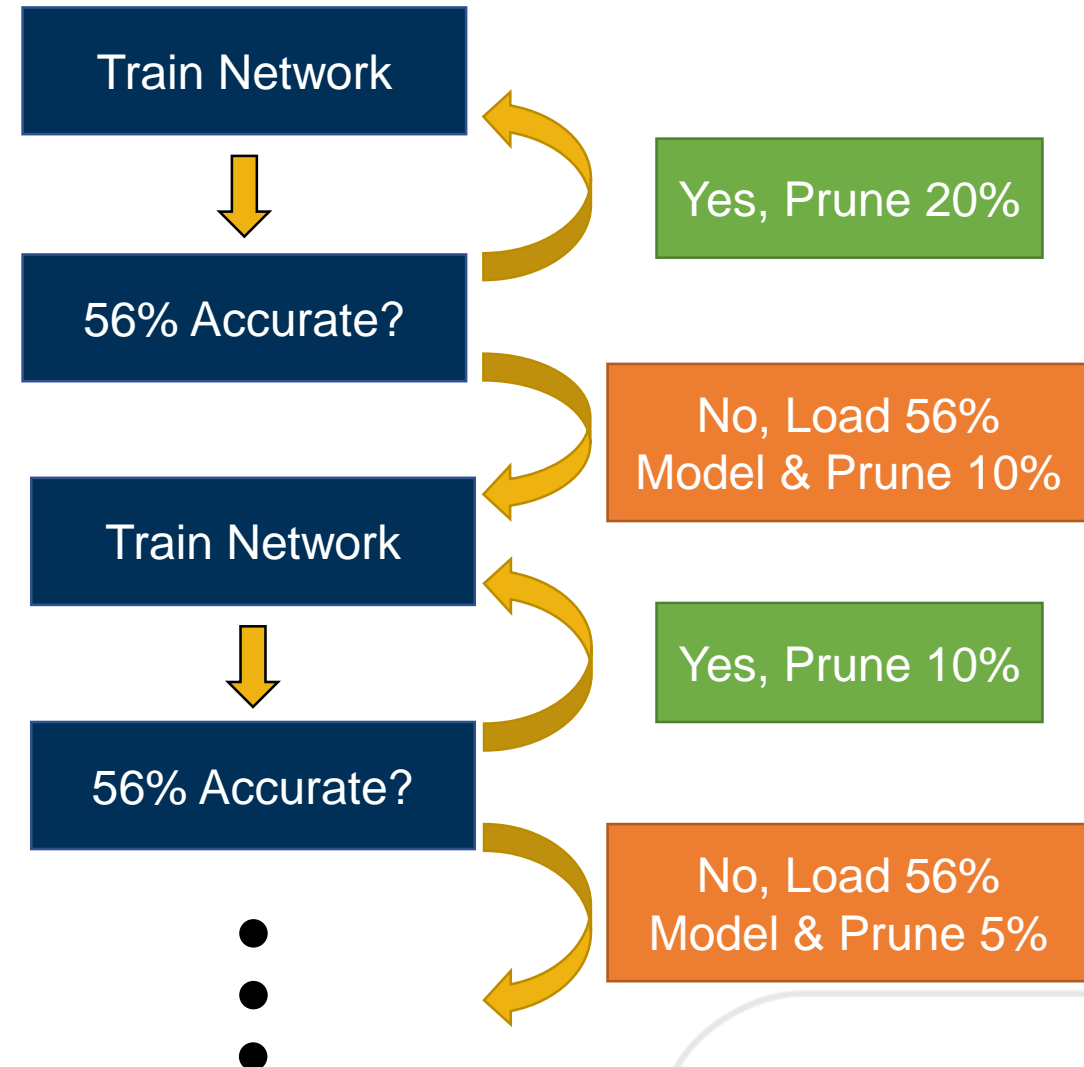 Train Network
Yes, Prune 20%
56% Accurate?
No, Load 56%
Model & Prune 10%
Train Network
Yes, Prune 10%
56% Accurate?
No, Load 56%
Model & Prune 5%